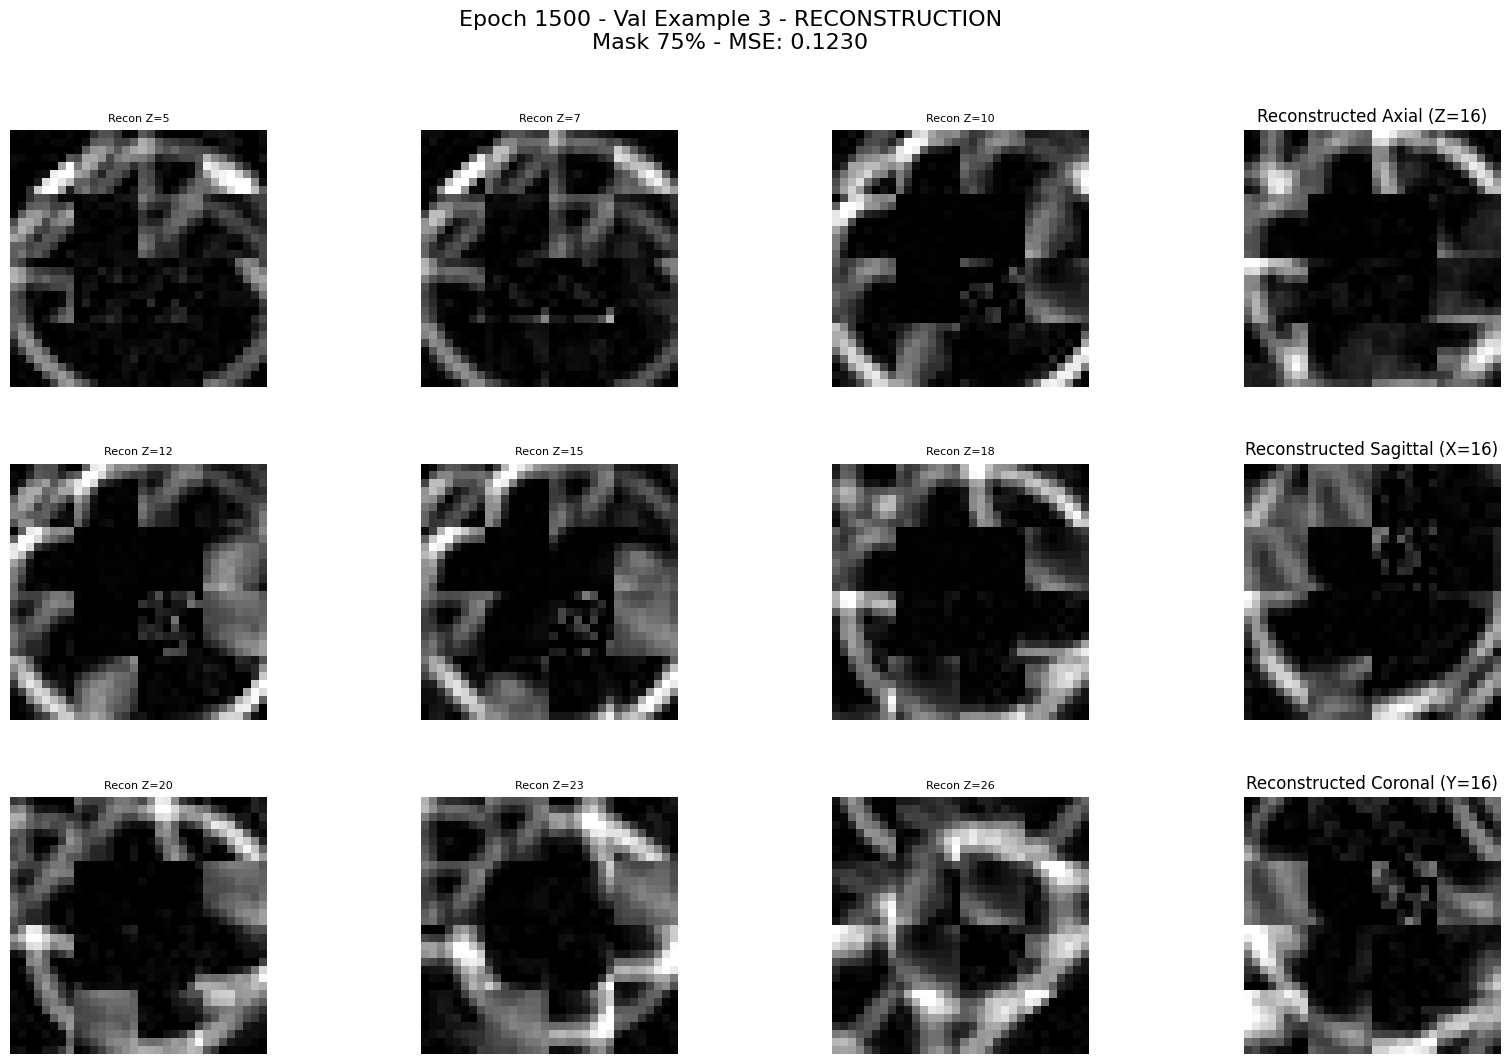 Epoch 1500 - Val Example 3 - RECONSTRUCTION
Mask 75% - MSE: 0.1230
Recon Z=5
Recon Z=7
Recon Z=10
Reconstructed Axial (Z=16)
Recon Z=12
Recon Z=15
Recon Z=18
Reconstructed Sagittal (X=16)
Recon Z=20
Recon Z=23
Recon Z=26
Reconstructed Coronal (Y=16)